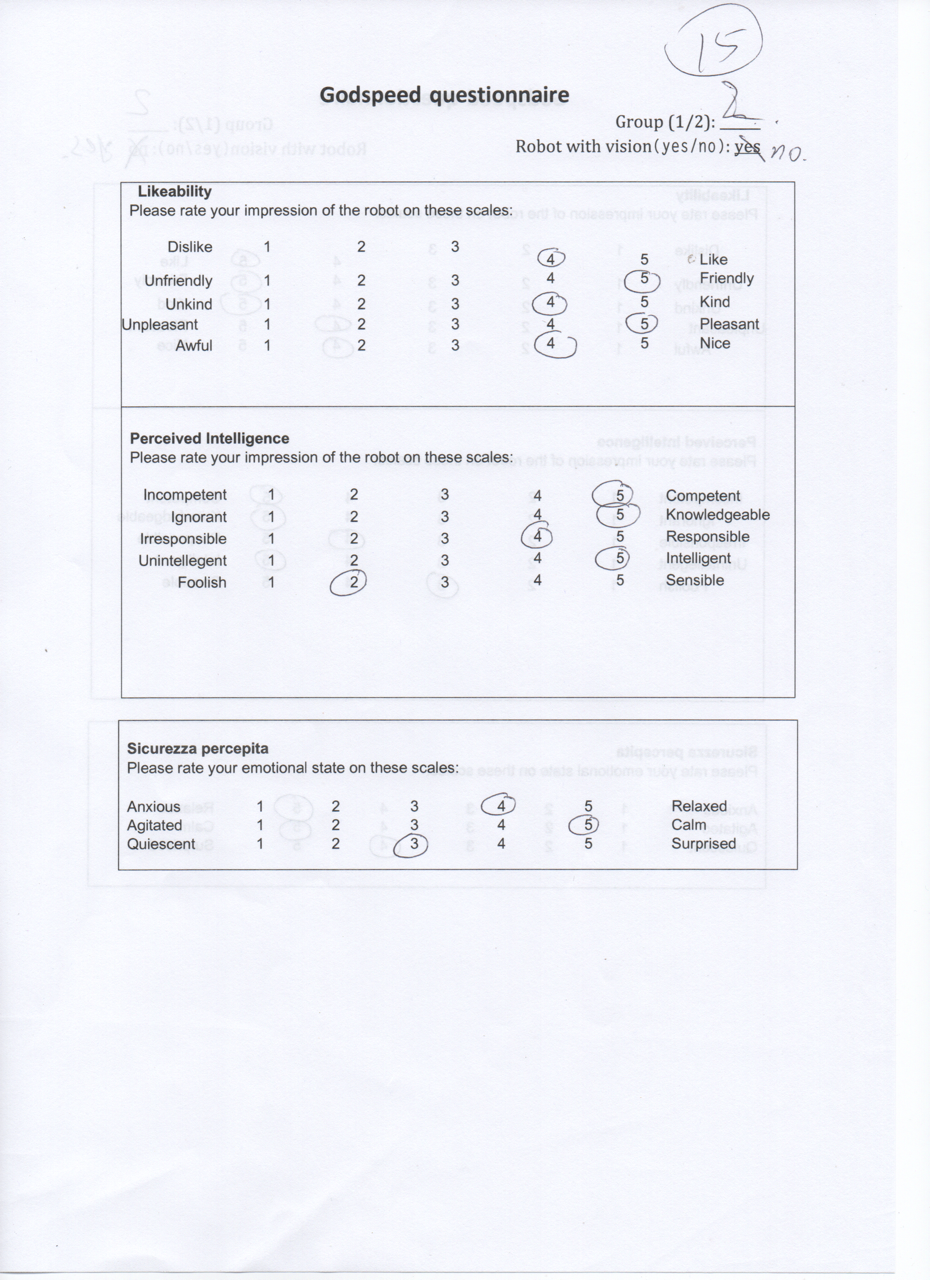 15
Godspeed questionnaire
Group (1/2): 2
Robot with vision(yes/no): yes no.
Likeability
Please rate your impression of the robot on these scales:
Dislike 1 2 3 4 5 Like
Unfriendly 1 2 3 4 5 Friendly
Unkind 1 2 3 4 5 Kind
Unpleasant 1 2 3 4 5 Pleasant
Awful 1 2 3 4 5 Nice
Perceived Intelligence
Please rate your impression of the robot on these scales:
Incompetent 1 2 3 4 5 Competent
Ignorant 1 2 3 4 5 Knowledgeable
Irresponsible 1 2 3 4 5 Responsible
Unintellegent 1 2 3 4 5 Intelligent
Foolish 1 2 3 4 5 Sensible
Sicurezza percepita
Please rate your emotional state on these scales:
Anxious 1 2 3 4 5 Relaxed
Agitated 1 2 3 4 5 Calm
Quiescent 1 2 3 4 5 Surprised